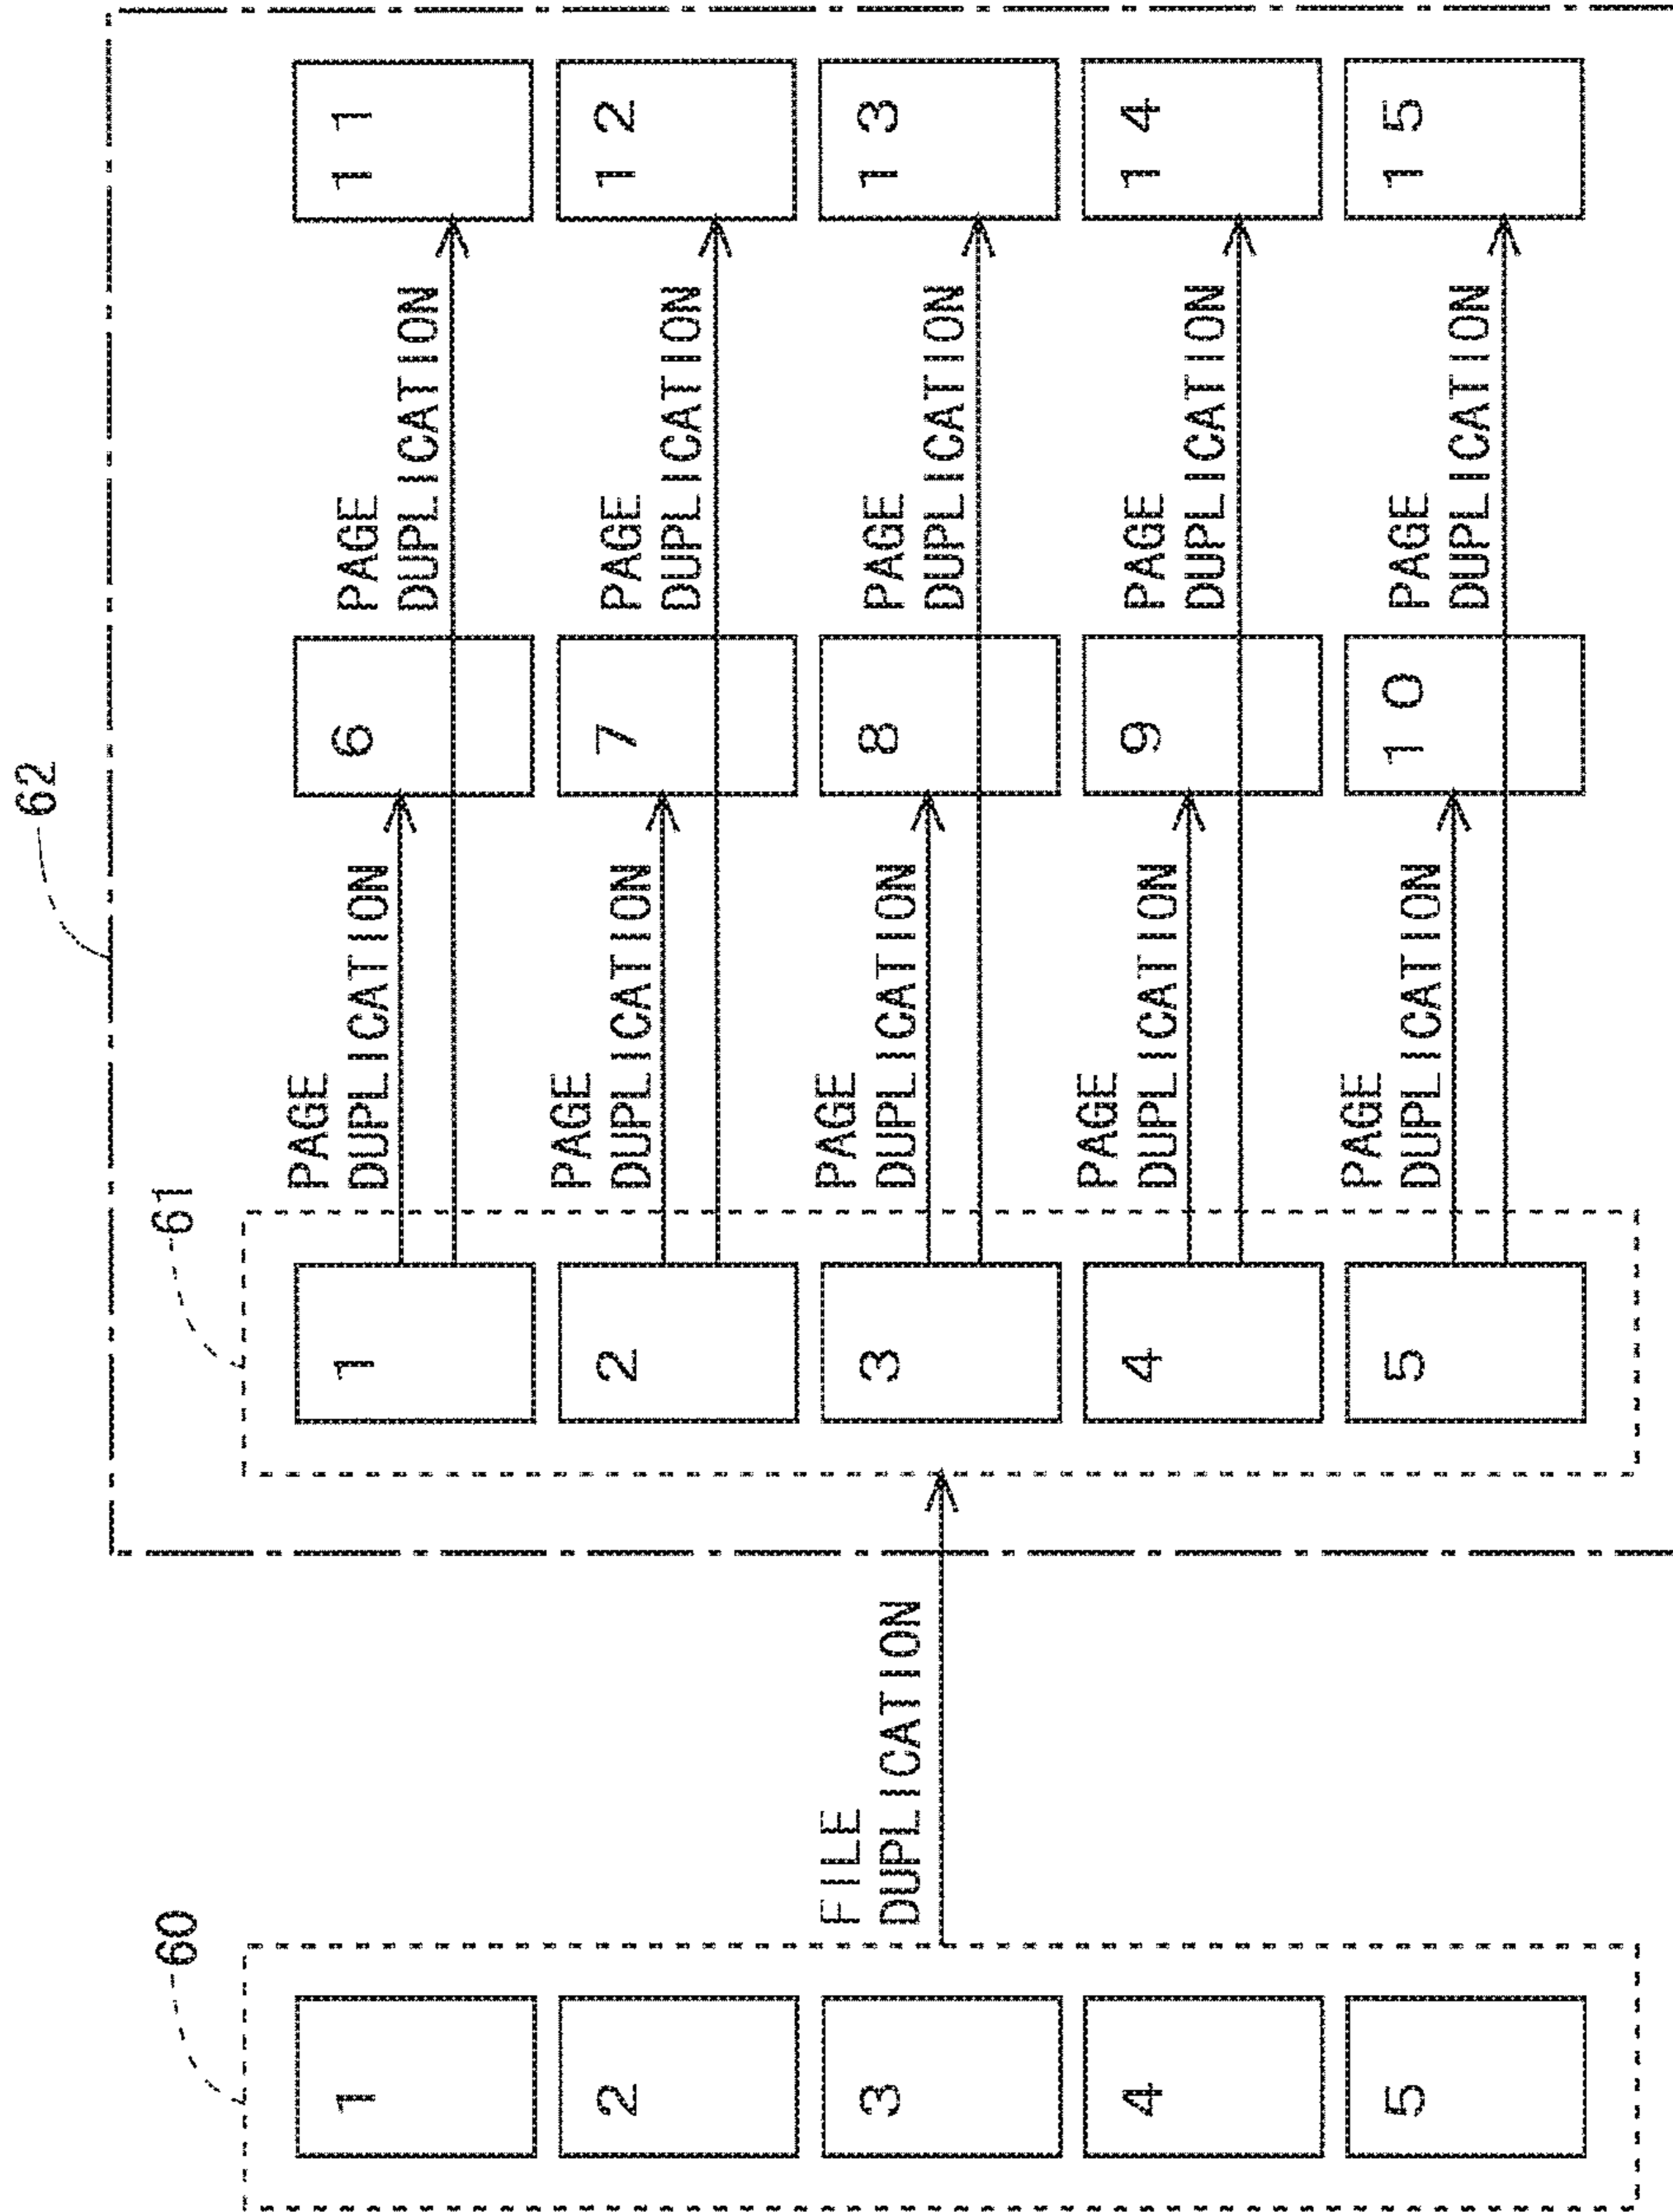 62
60
61
1
1
PAGE
DUPLICATION
6
PAGE
DUPLICATION
11
2
2
PAGE
DUPLICATION
7
PAGE
DUPLICATION
12
3
FILE
DUPLICATION
3
PAGE
DUPLICATION
8
PAGE
DUPLICATION
13
4
4
PAGE
DUPLICATION
9
PAGE
DUPLICATION
14
5
5
PAGE
DUPLICATION
10
PAGE
DUPLICATION
15